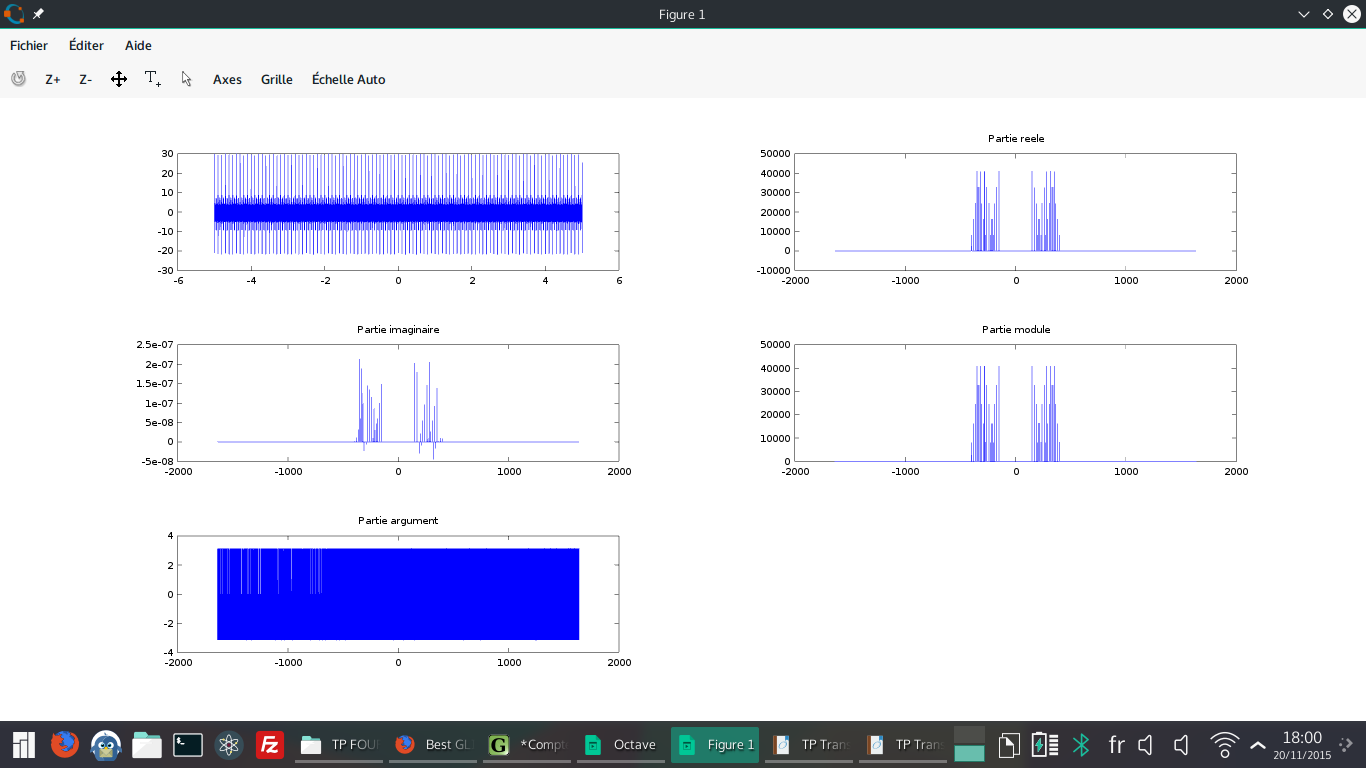 Figure 1
Fichier Éditer Aide
Z+ Z- T+ Axes Grille Échelle Auto
30
20
10
0
-10
-20
-30
-6 -4 -2 0 2 4 6
Partie reele
50000
40000
30000
20000
10000
0
-10000
-2000 -1000 0 1000 2000
Partie imaginaire
2.5e-07
2e-07
1.5e-07
1e-07
5e-08
0
-5e-08
-2000 -1000 0 1000 2000
Partie module
50000
40000
30000
20000
10000
0
-2000 -1000 0 1000 2000
Partie argument
4
2
0
-2
-4
-2000 -1000 0 1000 2000
TP FOU Best GL *Compt Octave Figure 1 TP Tran TP Tran fr 18:00
20/11/2015